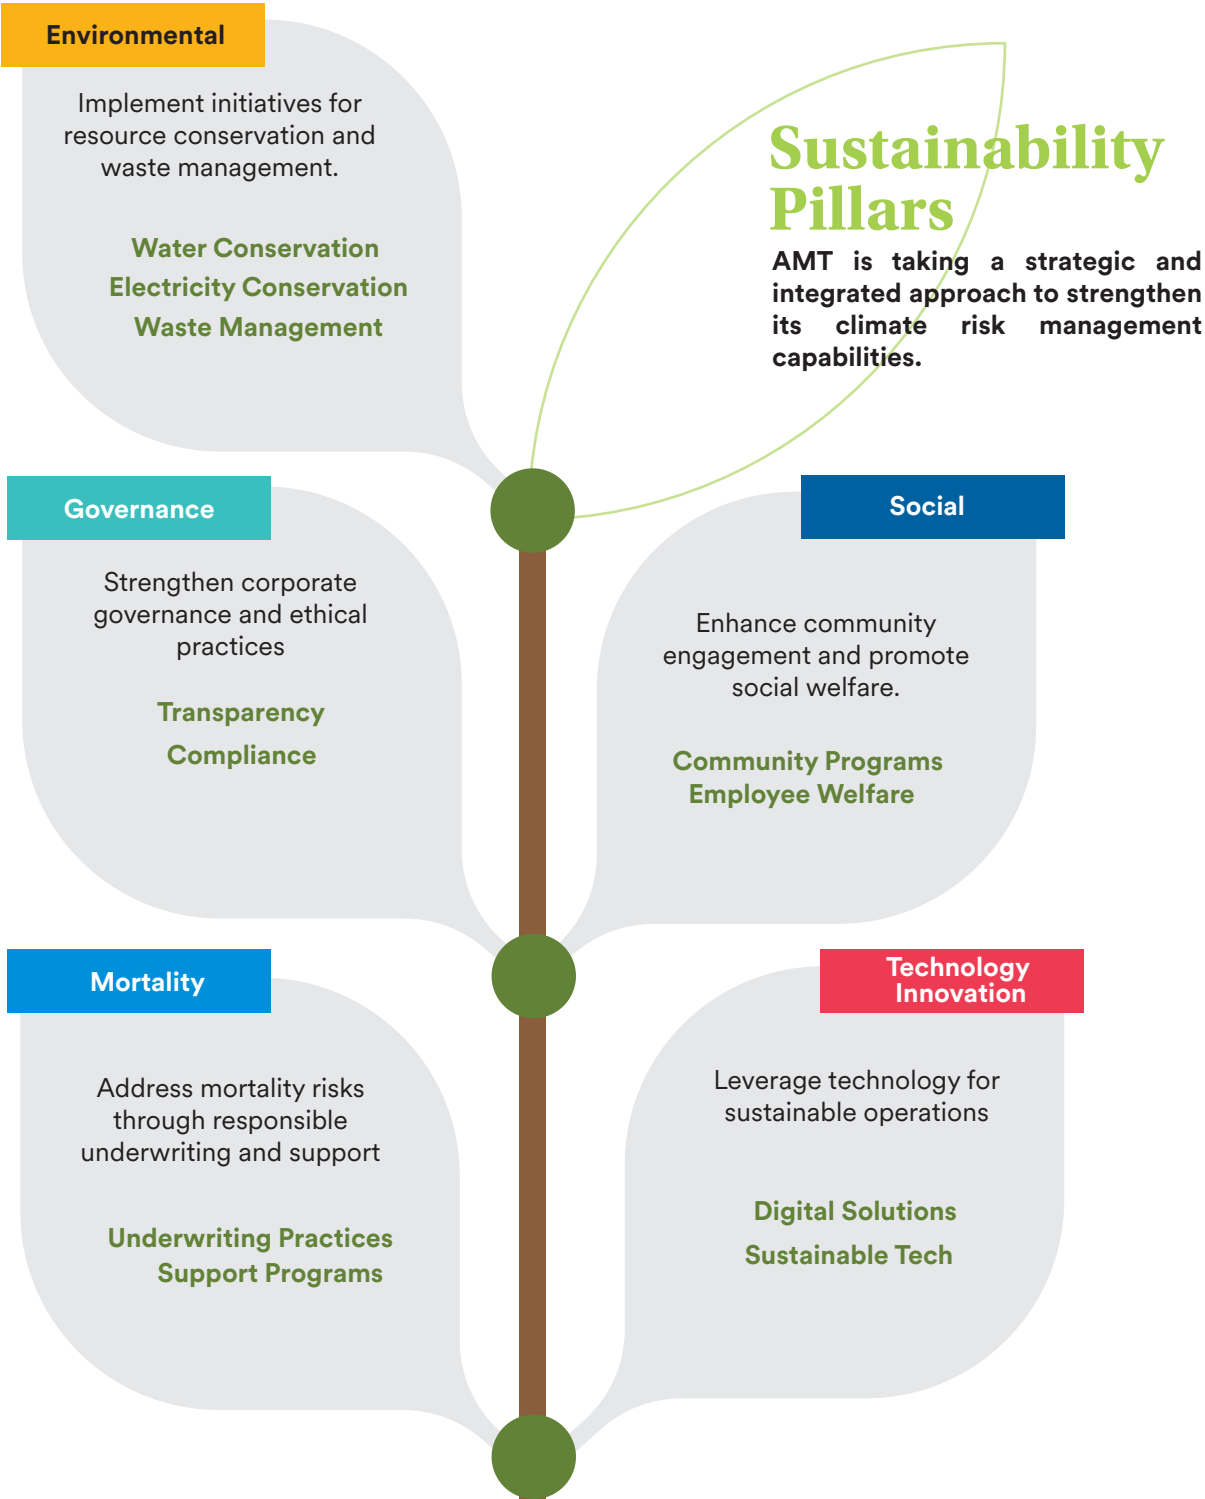 Environmental
Implement initiatives for
resource conservation and
waste management.
Water Conservation
Electricity Conservation
Waste Management
Sustainability
Pillars
AMT is taking a strategic and
integrated approach to strengthen
its climate risk management
capabilities.
Governance
Strengthen corporate
governance and ethical
practices
Transparency
Compliance
Social
Enhance community
engagement and promote
social welfare.
Community Programs
Employee Welfare
Mortality
Address mortality risks
through responsible
underwriting and support
Underwriting Practices
Support Programs
Technology
Innovation
Leverage technology for
sustainable operations
Digital Solutions
Sustainable Tech